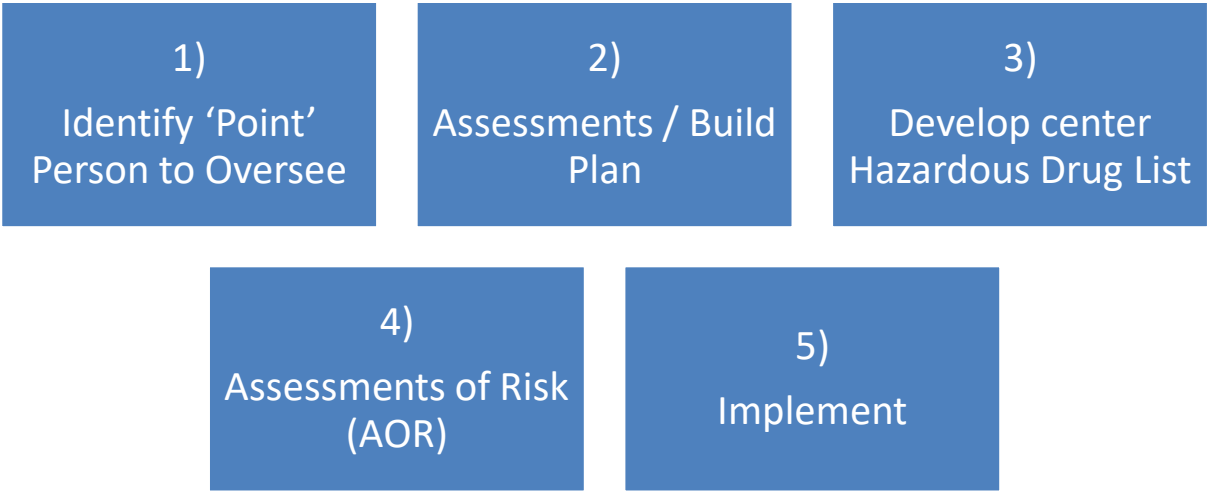 1)
Identify ‘Point’
Person to Oversee
2)
Assessments / Build
Plan
3)
Develop center
Hazardous Drug List
4)
Assessments of Risk
(AOR)
5)
Implement